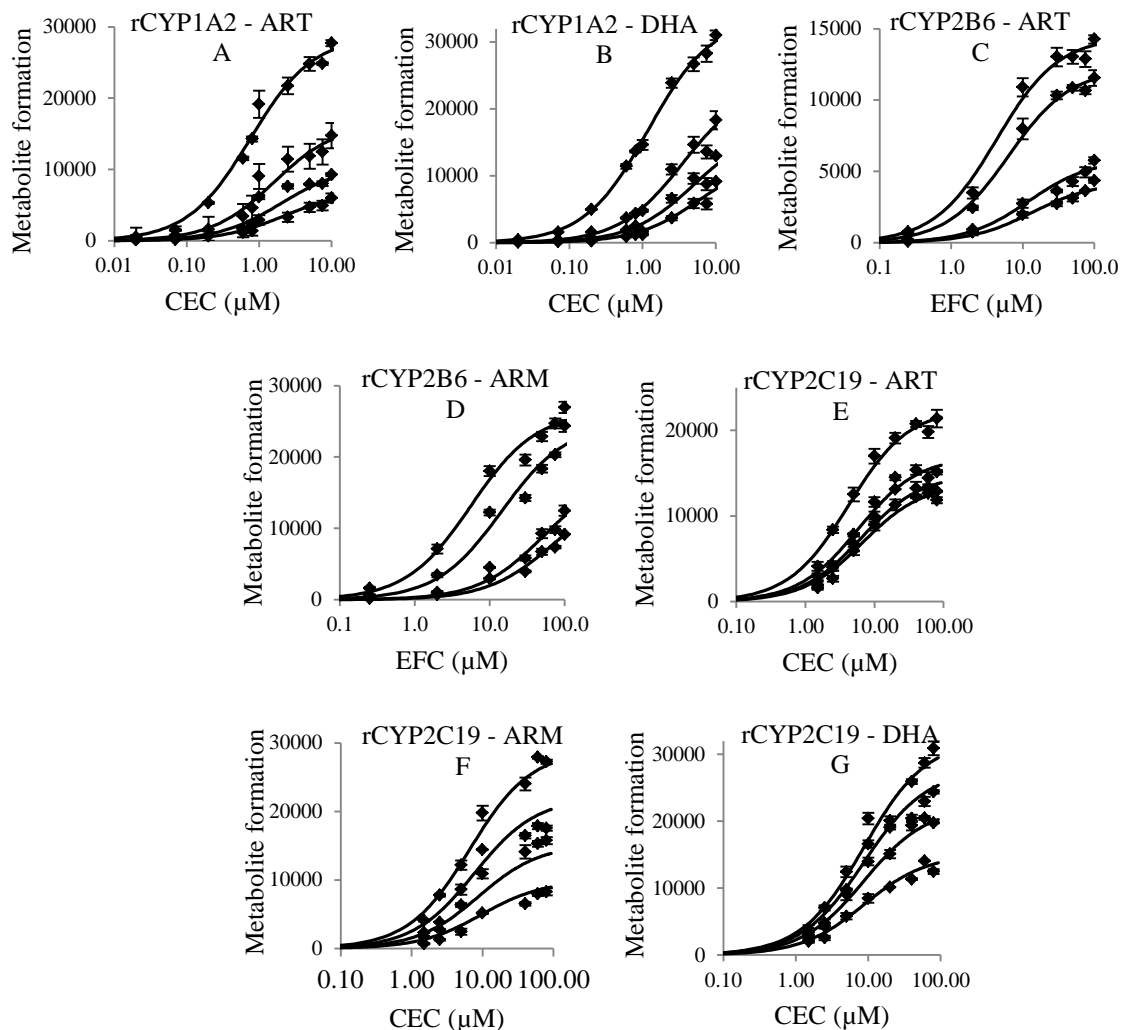 rCYP1A2 - ART
A
Metabolite formation
30000
20000
10000
0
0.01
0.10
1.00
10.00
CEC (µM)
rCYP1A2 - DHA
B
Metabolite formation
30000
20000
10000
0
0.01
0.10
1.00
10.00
CEC (µM)
rCYP2B6 - ART
C
Metabolite formation
15000
10000
5000
0
0.1
10.0
100.0
EFC (µM)
rCYP2B6 - ARM
D
Metabolite formation
30000
20000
10000
0
0.1
1.0
10.0
100.0
EFC (µM)
rCYP2C19 - ART
E
Metabolite formation
20000
10000
0
0.10
1.00
10.00
100.00
CEC (µM)
rCYP2C19 - ARM
F
Metabolite formation
30000
20000
10000
0
0.10
1.00
10.00
100.00
CEC (µM)
rCYP2C19 - DHA
G
Metabolite formation
30000
20000
10000
0
0.10
1.00
10.00
100.00
CEC (µM)